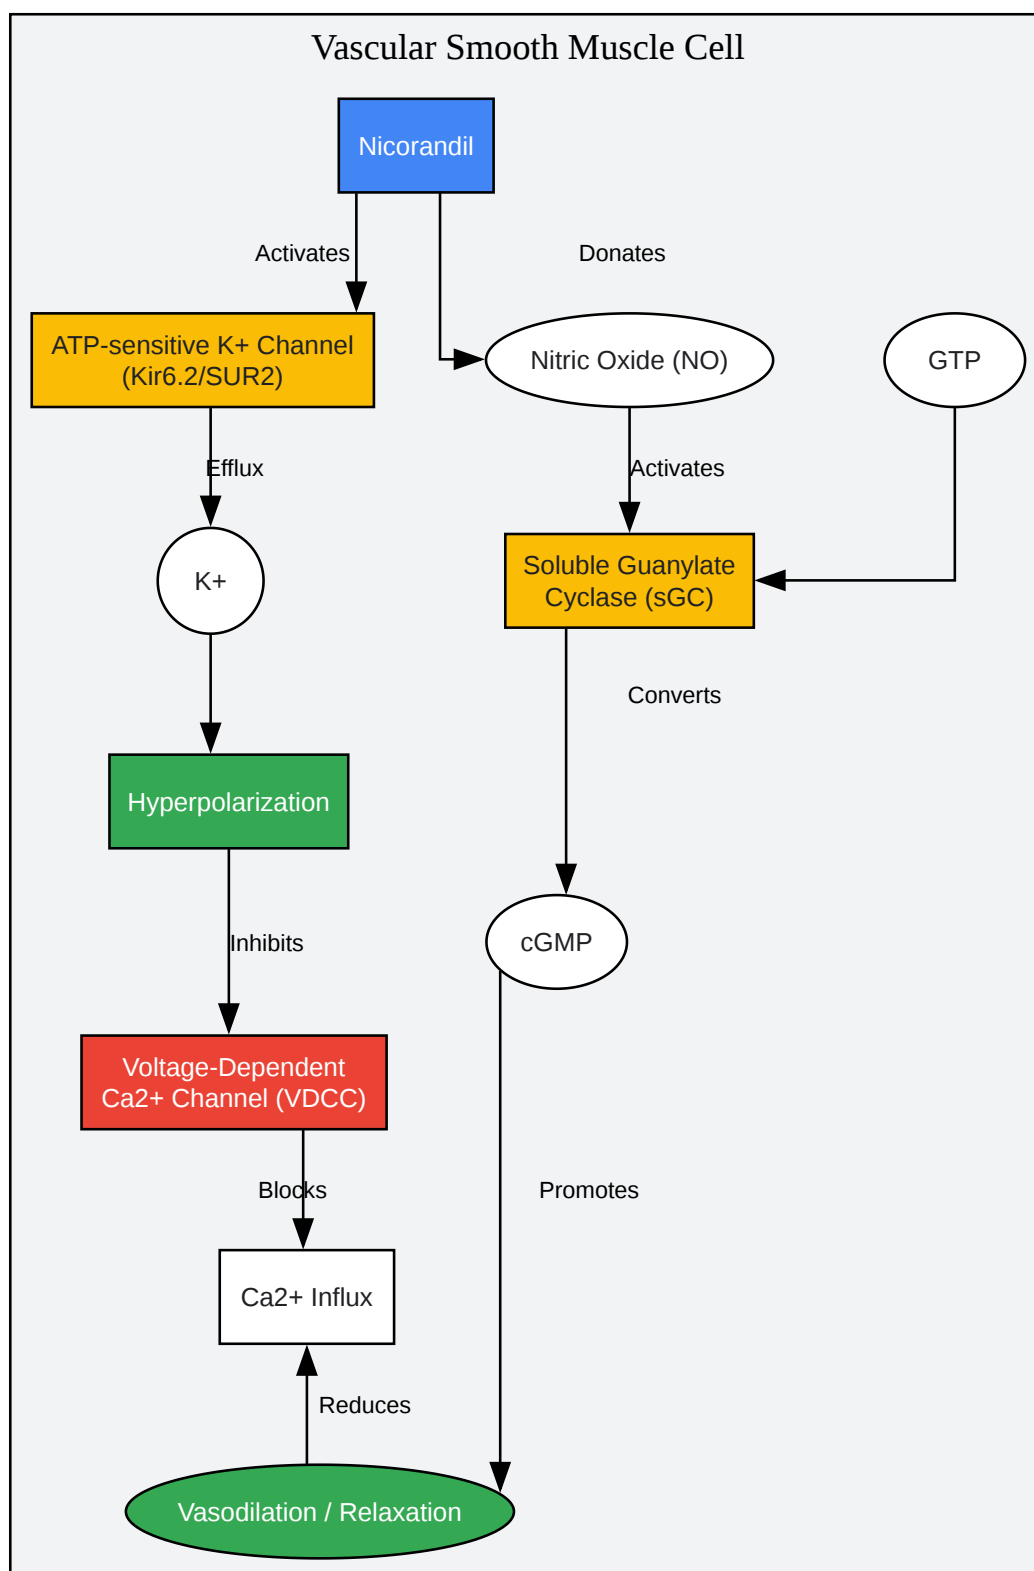 Vascular Smooth Muscle Cell
Nicorandil
Activates
Donates
ATP-sensitive K+ Channel
(Kir6.2/SUR2)
Nitric Oxide (NO)
GTP
Efflux
Activates
K+
Soluble Guanylate
Cyclase (sGC)
Converts
Hyperpolarization
Inhibits
cGMP
Voltage-Dependent
Ca2+ Channel (VDCC)
Blocks
Promotes
Ca2+ Influx
Reduces
Vasodilation / Relaxation